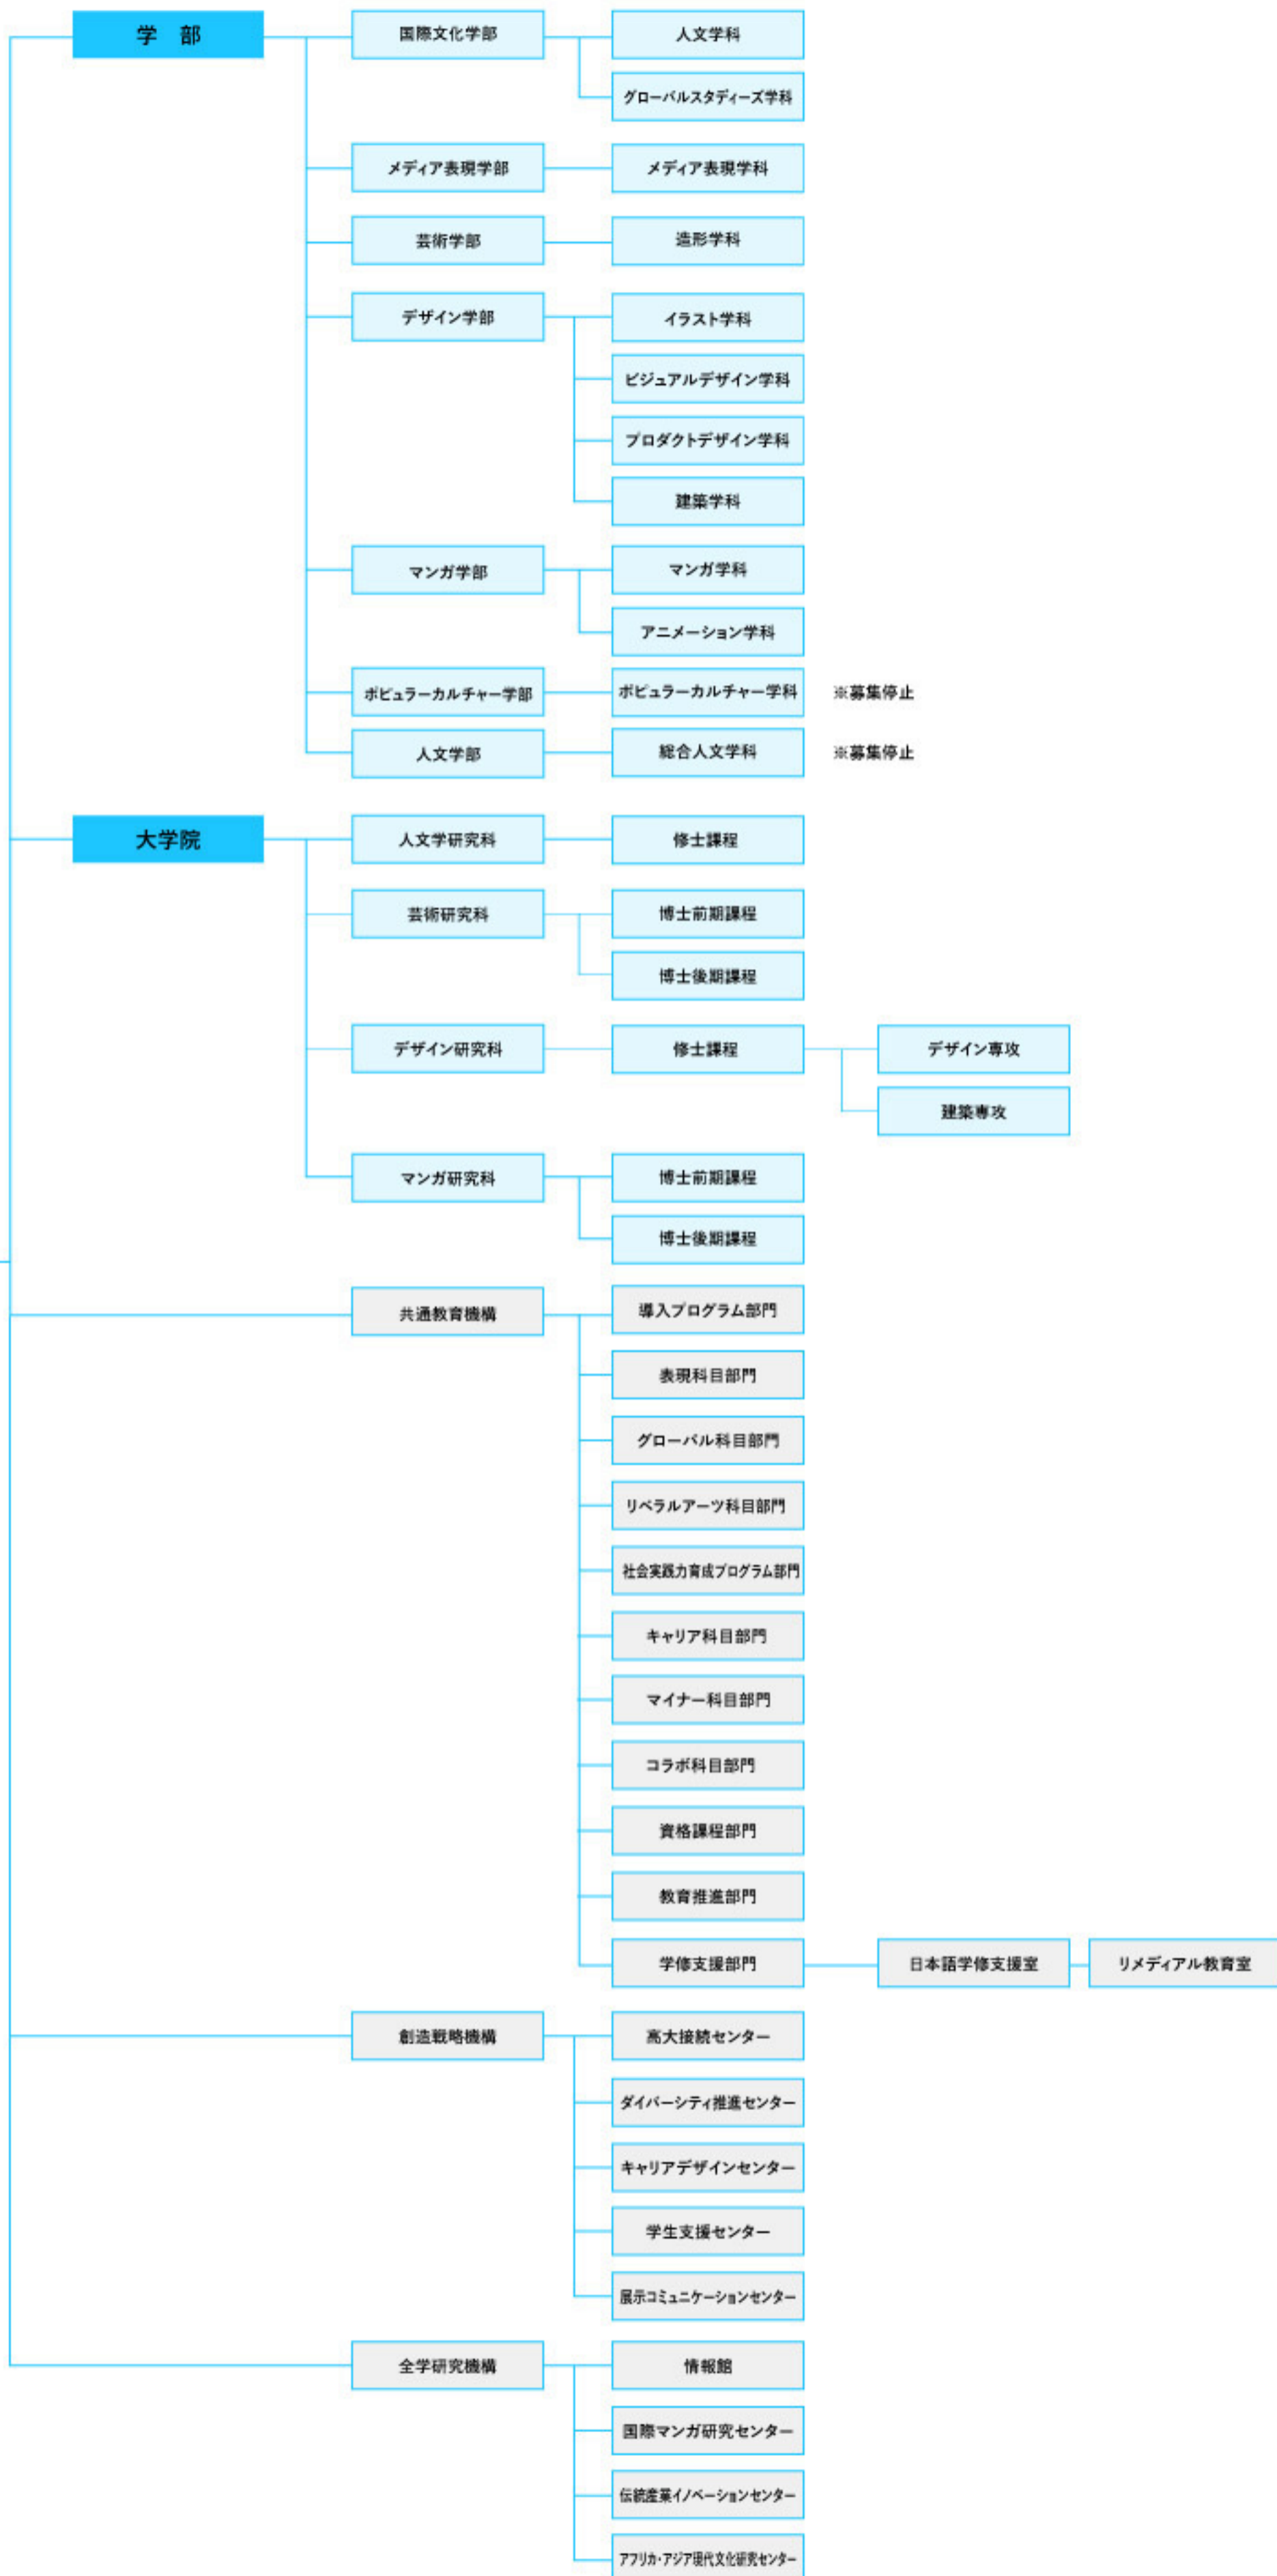 学　部
国際文化学部
人文学科
グローバルスタディーズ学科
メディア表現学部
メディア表現学科
芸術学部
造形学科
デザイン学部
イラスト学科
ビジュアルデザイン学科
プロダクトデザイン学科
建築学科
マンガ学部
マンガ学科
アニメーション学科
ポピュラーカルチャー学部
ポピュラーカルチャー学科
※募集停止
人文学部
総合人文学科
※募集停止
大学院
人文学研究科
修士課程
芸術研究科
博士前期課程
博士後期課程
デザイン研究科
修士課程
デザイン専攻
建築専攻
マンガ研究科
博士前期課程
博士後期課程
共通教育機構
導入プログラム部門
表現科目部門
グローバル科目部門
リベラルアーツ科目部門
社会実践力育成プログラム部門
キャリア科目部門
マイナー科目部門
コラボ科目部門
資格課程部門
教育推進部門
学修支援部門
日本語学修支援室
リメディアル教育室
創造戦略機構
高大接続センター
ダイバーシティ推進センター
キャリアデザインセンター
学生支援センター
展示コミュニケーションセンター
全学研究機構
情報館
国際マンガ研究センター
伝統産業イノベーションセンター
アフリカ・アジア現代文化研究センター